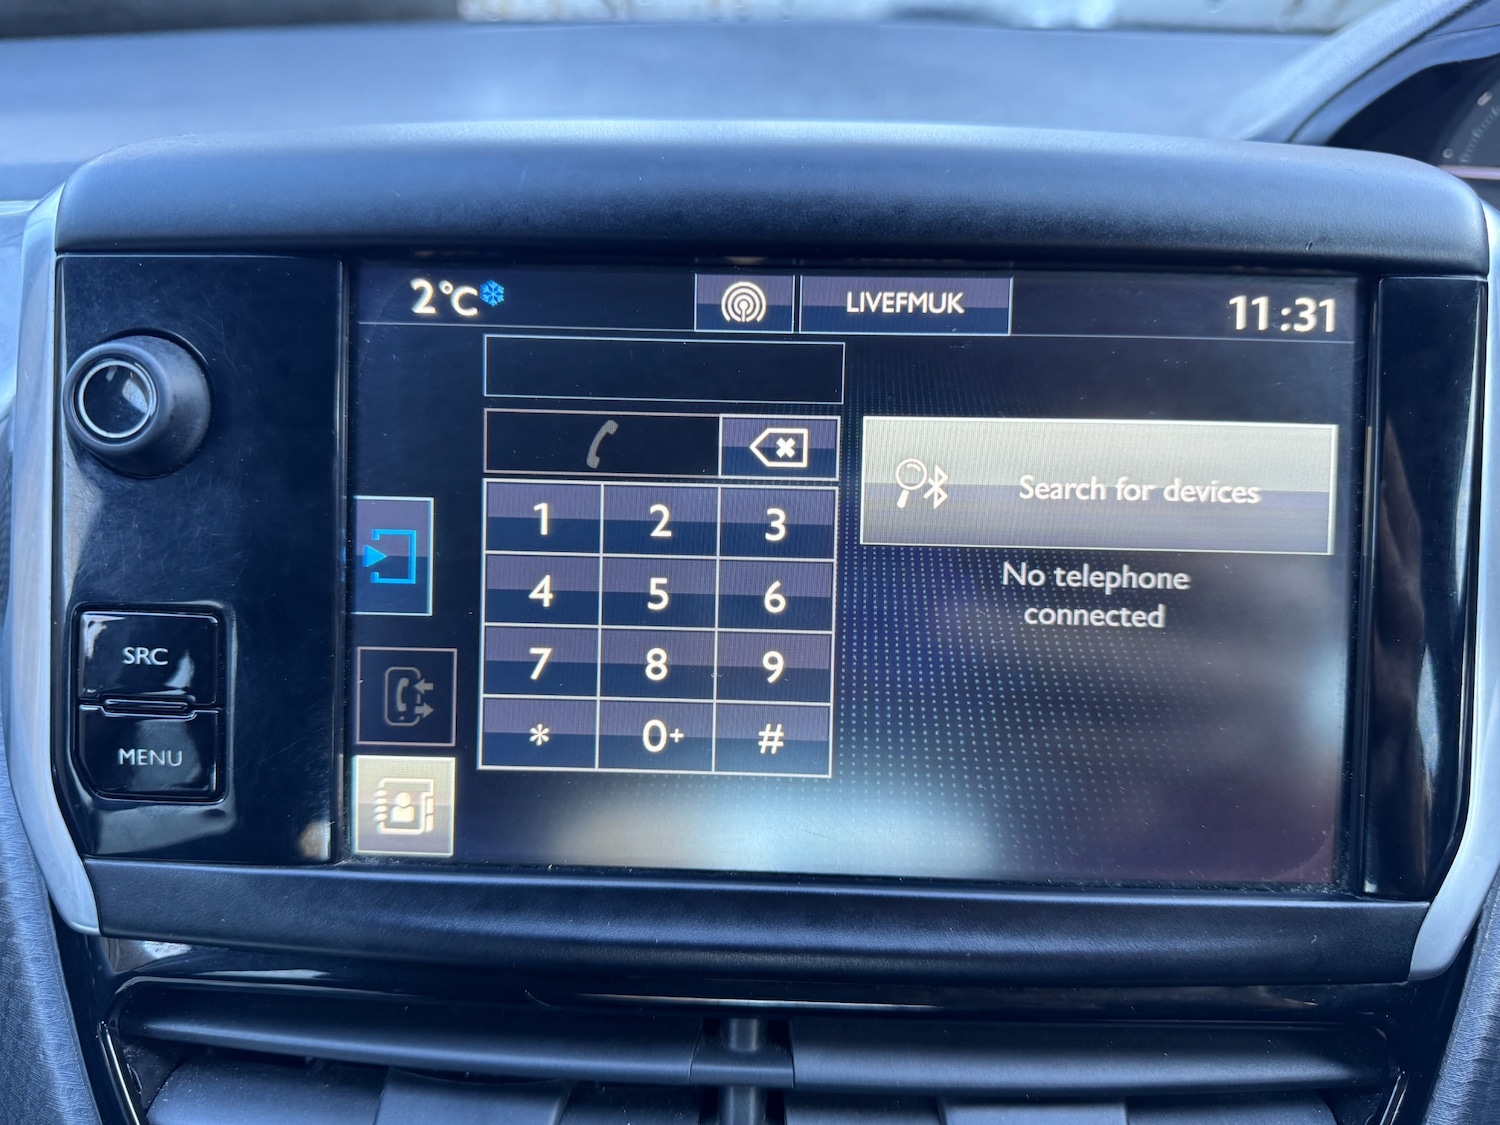 2°C
LIVEFMUK
11:31
Search for devices
No telephone
connected
1 2 3
4 5 6
7 8 9
* 0+ #
SRC
MENU